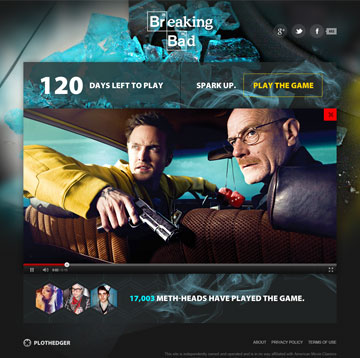 Breaking
Bad
120 DAYS LEFT TO PLAY
SPARK UP.
PLAY THE GAME
17,003 METH-HEADS HAVE PLAYED THE GAME.
PLOTHEDGER
ABOUT
PRIVACY POLICY
TERMS OF USE
This site is independently owned and operated and is in no way affiliated with American Movie Classics.